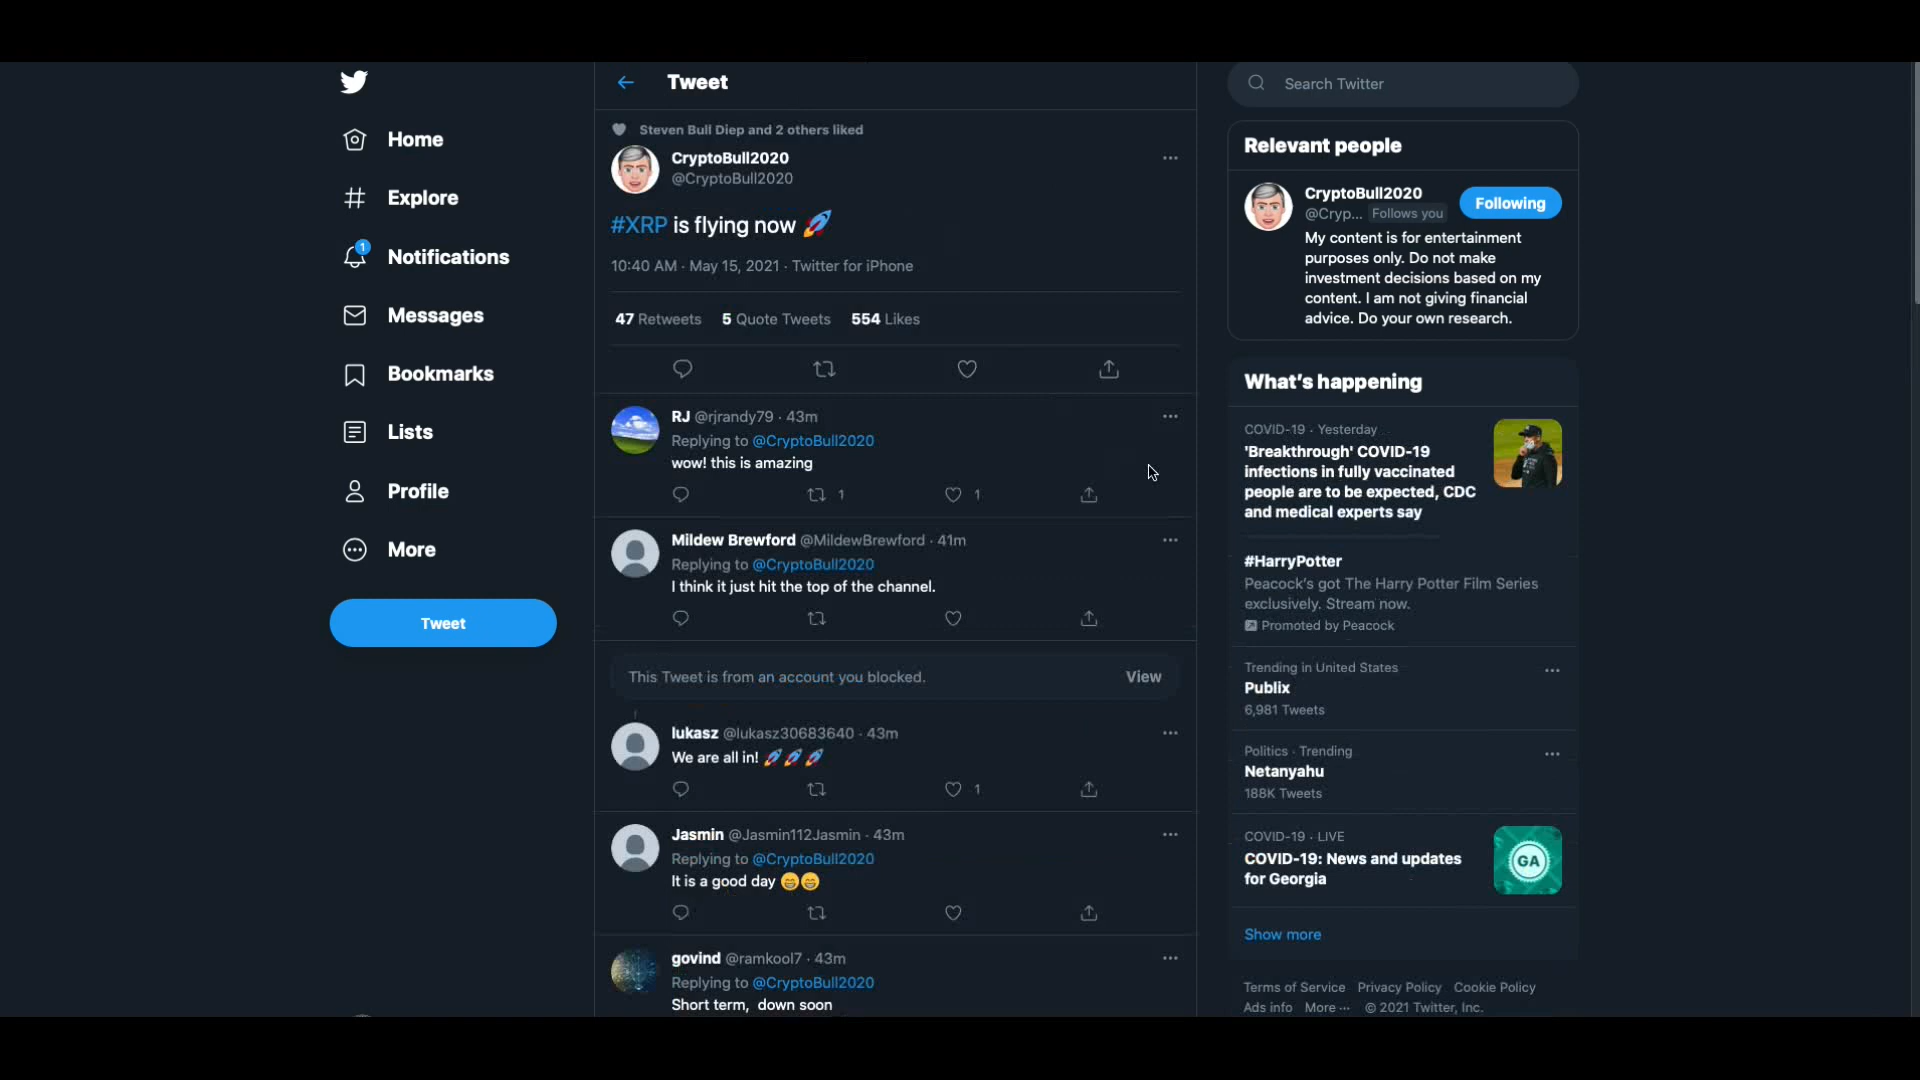 Home
Explore
1
Notifications
Messages
Bookmarks
Lists
Profile
More
Tweet
Tweet
Steven Bull Diep and 2 others liked
CryptoBull2020
@CryptoBull2020
#XRP is flying now 🚀
10:40 AM · May 15, 2021 · Twitter for iPhone
47 Retweets 5 Quote Tweets 554 Likes
RJ @rjrandy79 · 43m
Replying to @CryptoBull2020
wow! this is amazing
1 1
Mildew Brewford @MildewBrewford · 41m
Replying to @CryptoBull2020
I think it just hit the top of the channel.
This Tweet is from an account you blocked. View
lukasz @lukasz30683640 · 43m
We are all in! 🚀🚀🚀
1
Jasmin @Jasmin112Jasmin · 43m
Replying to @CryptoBull2020
It is a good day 😁😁
govind @ramkool7 · 43m
Replying to @CryptoBull2020
Short term, down soon
Search Twitter
Relevant people
CryptoBull2020
@Cryp... Follows you
Following
My content is for entertainment
purposes only. Do not make
investment decisions based on my
content. I am not giving financial
advice. Do your own research.
What's happening
COVID-19 · Yesterday
'Breakthrough' COVID-19
infections in fully vaccinated
people are to be expected, CDC
and medical experts say
#HarryPotter
Peacock's got The Harry Potter Film Series
exclusively. Stream now.
Promoted by Peacock
Trending in United States
Publix
6,981 Tweets
Politics · Trending
Netanyahu
188K Tweets
COVID-19 · LIVE
COVID-19: News and updates
for Georgia
GA
Show more
Terms of Service Privacy Policy Cookie Policy
Ads info More ··· © 2021 Twitter, Inc.